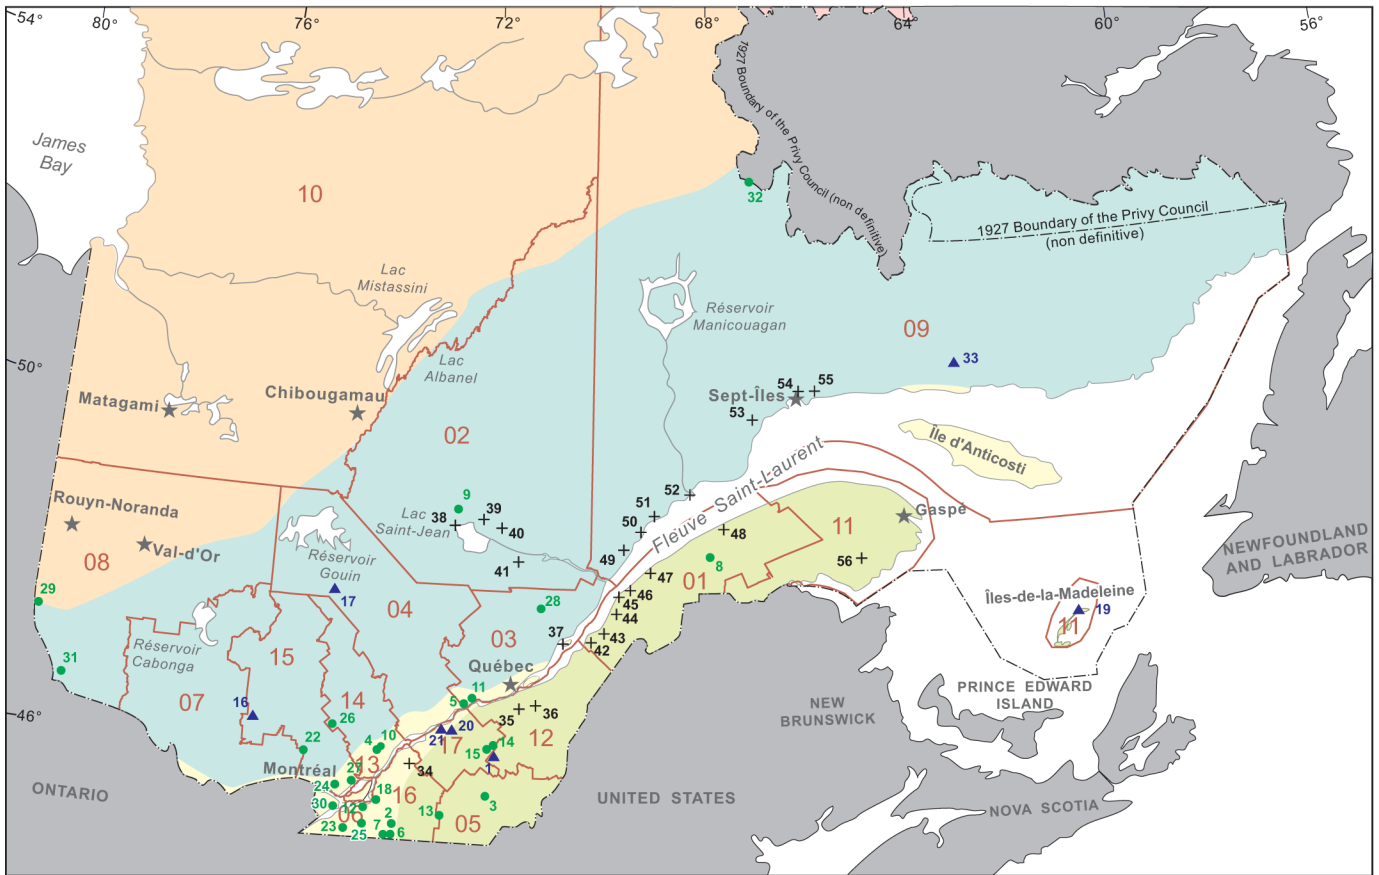 54°
80°
76°
72°
68°
64°
60°
56°
1927 Boundary of the Privy Council (non definitive)
James
Bay
10
32
1927 Boundary of the Privy Council
(non definitive)
Lac
Mistassini
Réservoir
Manicouagan
09
33
50°
Lac
Albanel
Matagami
Chibougamau
54
55
Sept-Îles
53
02
Île d'Anticosti
Fleuve Saint-Laurent
Rouyn-Noranda
9
52
51
Lac
Saint-Jean
38
39
40
50
11
Gaspé
48
Val-d'Or
08
Réservoir
Gouin
41
49
8
56
NEWFOUNDLAND
AND LABRADOR
29
17
04
28
47
01
46
45
44
Îles-de-la-Madeleine
19
11
Réservoir
Cabonga
15
03
37
43
42
31
Québec
07
14
16
46°
26
5
11
35
36
PRINCE EDWARD
ISLAND
NEW
BRUNSWICK
21
20
17
12
22
4
10
15
14
1
Montréal
13
27
34
24
18
16
ONTARIO
30
12
06
13
3
UNITED STATES
NOVA SCOTIA
23
25
7
2
6
05